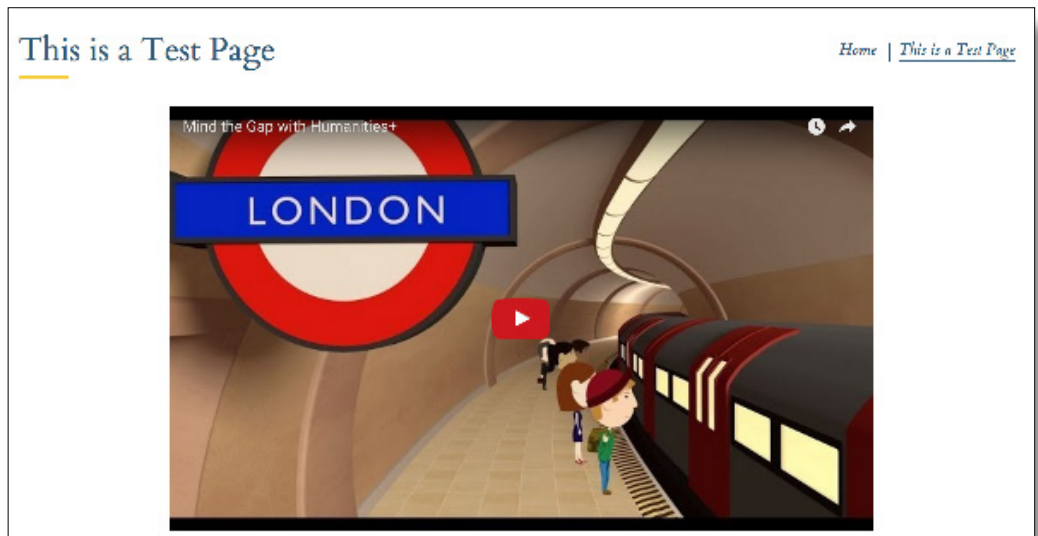 This is a Test Page
Home | This is a Test Page
Mind the Gap with Humanities+
LONDON